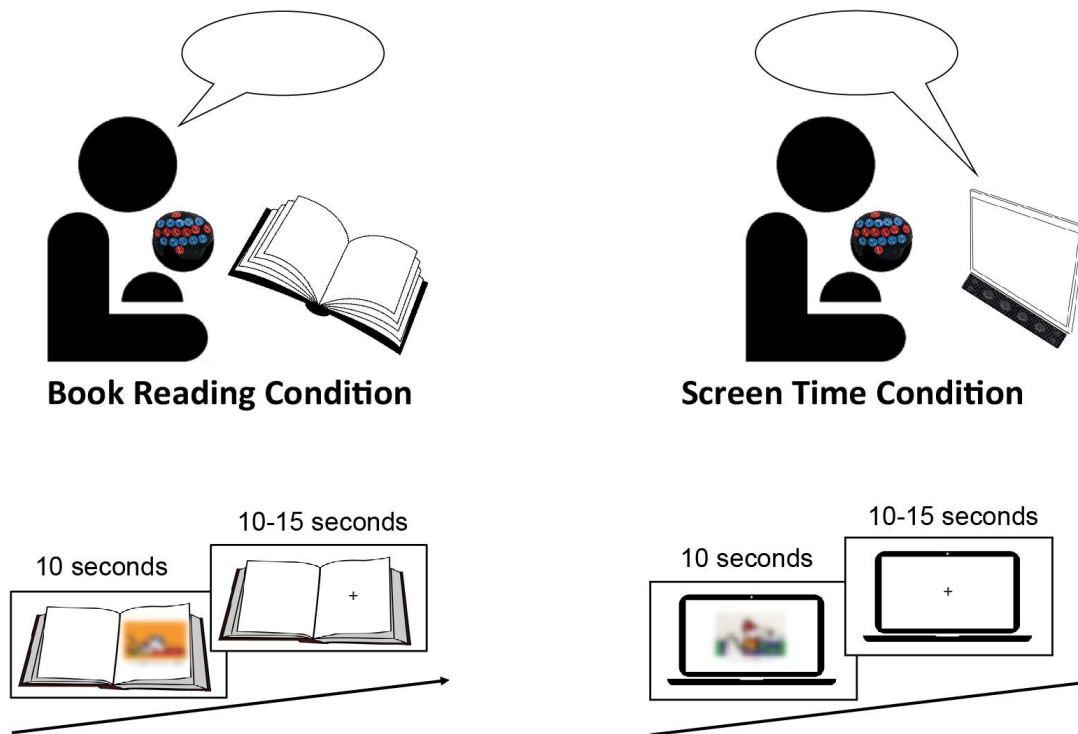 Book Reading Condition
Screen Time Condition
10-15 seconds
10 seconds
+
10-15 seconds
10 seconds
+